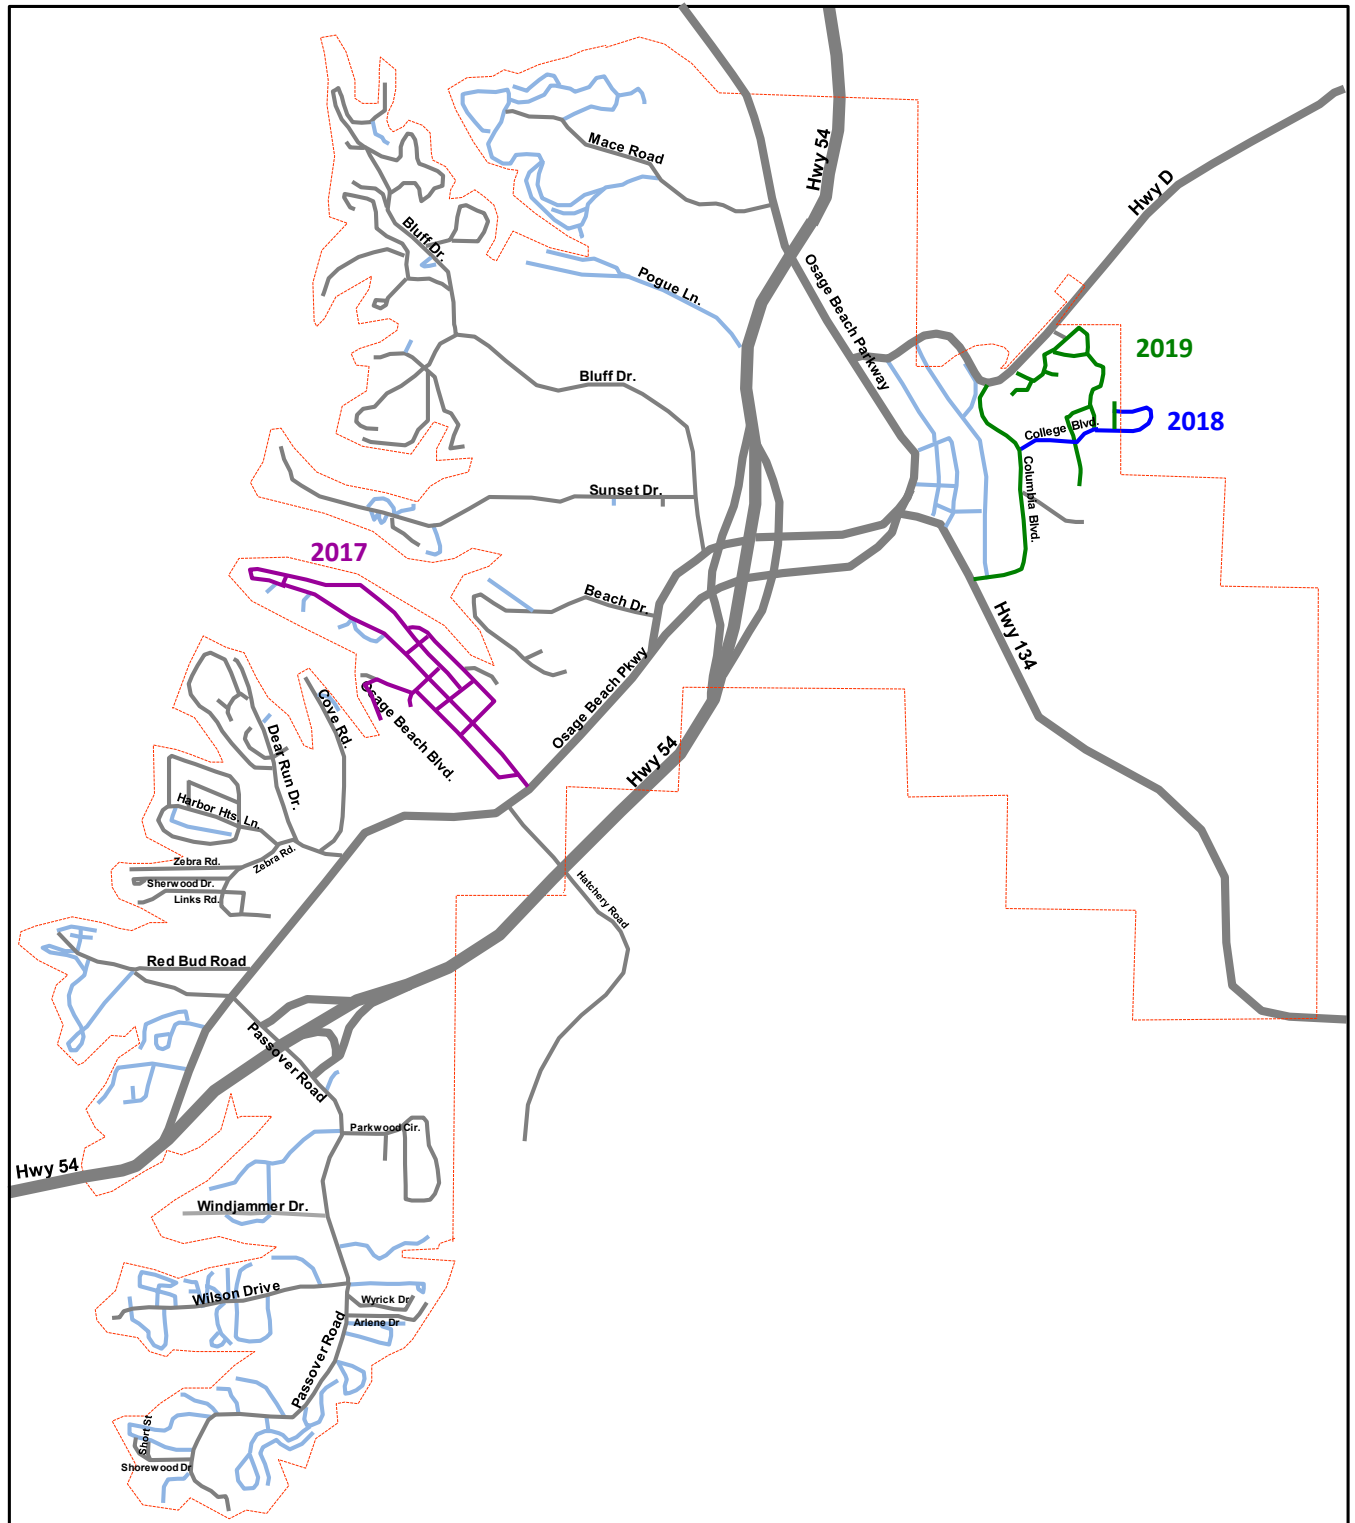 Mace Road
Hwy 54
Hwy D
Bluff Dr.
Osage Beach Parkway
Pogue Ln.
2019
Bluff Dr.
2018
College Blvd.
Columbia Blvd.
Sunset Dr.
2017
Beach Dr.
Hwy 134
Osage Beach Pkwy
Osage Beach Blvd.
Cove Rd.
Dear Run Dr.
Hwy 54
Harbor Hts. Ln.
Zebra Rd.
Zebra Rd.
Sherwood Dr.
Links Rd.
Hatchery Road
Red Bud Road
Passover Road
Parkwood Cir.
Hwy 54
Windjammer Dr.
Wilson Drive
Wyrick Dr
Arlene Dr
Passover Road
Short St
Shorewood Dr